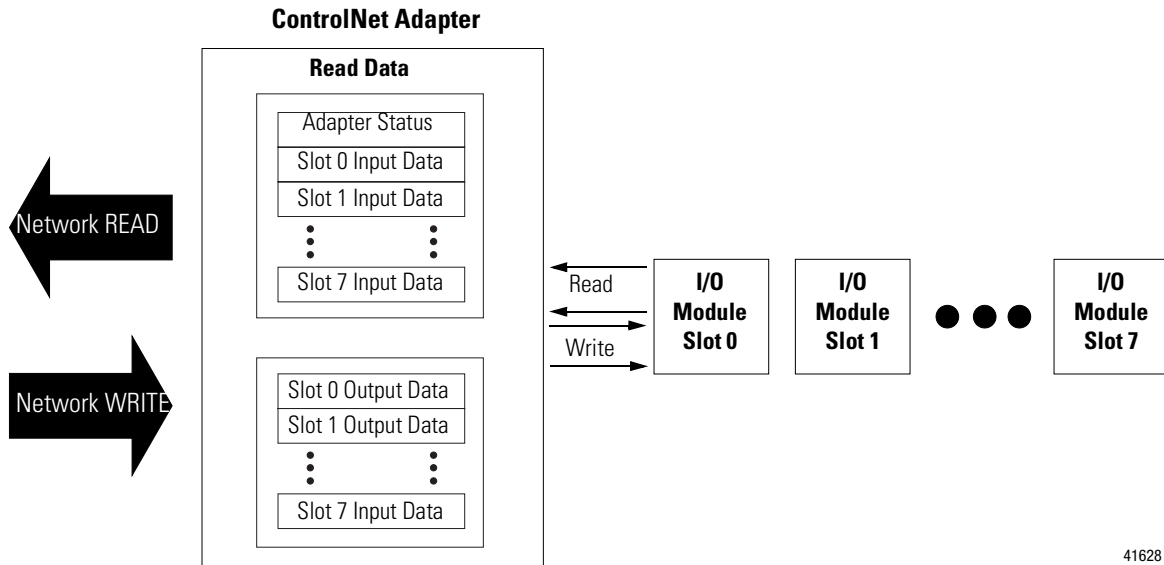 ControlNet Adapter
Read Data
Adapter Status
Slot 0 Input Data
Slot 1 Input Data
Slot 7 Input Data
Network READ
Network WRITE
Slot 0 Output Data
Slot 1 Output Data
Slot 7 Input Data
Read
Write
I/O
Module
Slot 0
I/O
Module
Slot 1
I/O
Module
Slot 7
41628